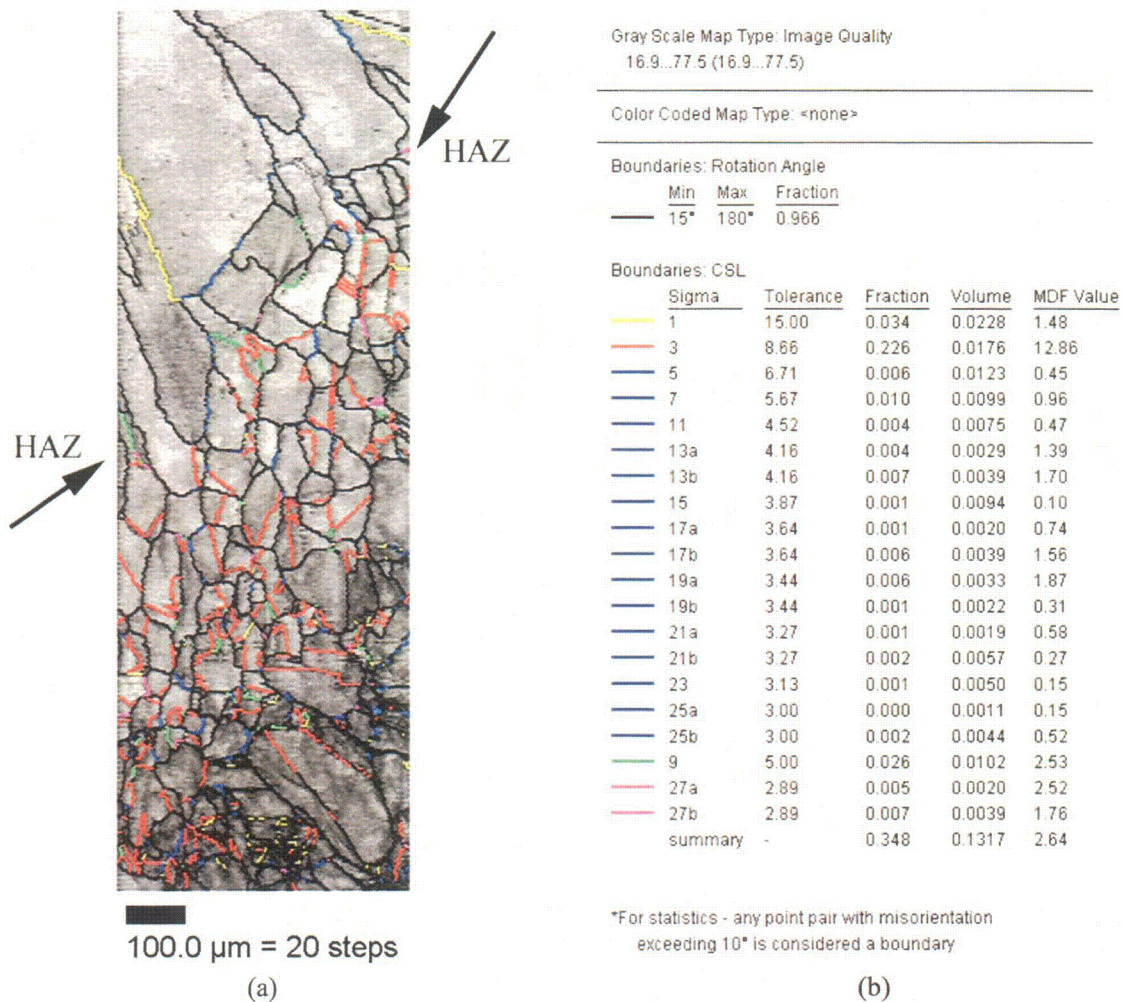 HAZ
HAZ
100.0 µm = 20 steps
(a)
Gray Scale Map Type: Image Quality
16.9...77.5 (16.9...77.5)
Color Coded Map Type: <none>
Boundaries: Rotation Angle
Min Max Fraction
15° 180° 0.966
Boundaries: CSL
Sigma Tolerance Fraction Volume MDF Value
1 15.00 0.034 0.0228 1.48
3 8.66 0.226 0.0176 12.86
5 6.71 0.006 0.0123 0.45
7 5.67 0.010 0.0099 0.96
11 4.52 0.004 0.0075 0.47
13a 4.16 0.004 0.0029 1.39
13b 4.16 0.007 0.0039 1.70
15 3.87 0.001 0.0094 0.10
17a 3.64 0.001 0.0020 0.74
17b 3.64 0.006 0.0039 1.56
19a 3.44 0.006 0.0033 1.87
19b 3.44 0.001 0.0022 0.31
21a 3.27 0.001 0.0019 0.58
21b 3.27 0.002 0.0057 0.27
23 3.13 0.001 0.0050 0.15
25a 3.00 0.000 0.0011 0.15
25b 3.00 0.002 0.0044 0.52
9 5.00 0.026 0.0102 2.53
27a 2.89 0.005 0.0020 2.52
27b 2.89 0.007 0.0039 1.76
summary - 0.348 0.1317 2.64
*For statistics - any point pair with misorientation
exceeding 10° is considered a boundary
(b)